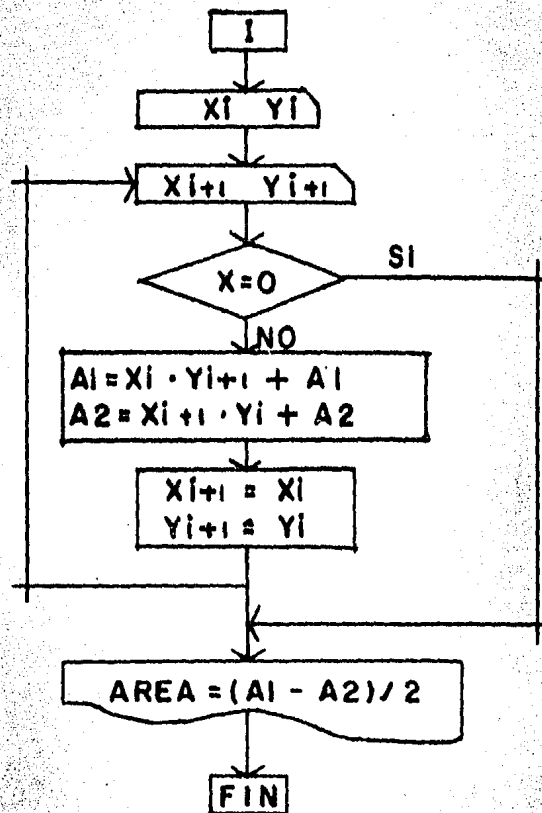 I
Xi Yi
Xi+1 Yi+1
X=0
Si
NO
A1=Xi·Yi+1 + A1
A2=Xi+1·Yi + A2
Xi+1 = Xi
Yi+1 = Yi
AREA=(A1-A2)/2
FIN